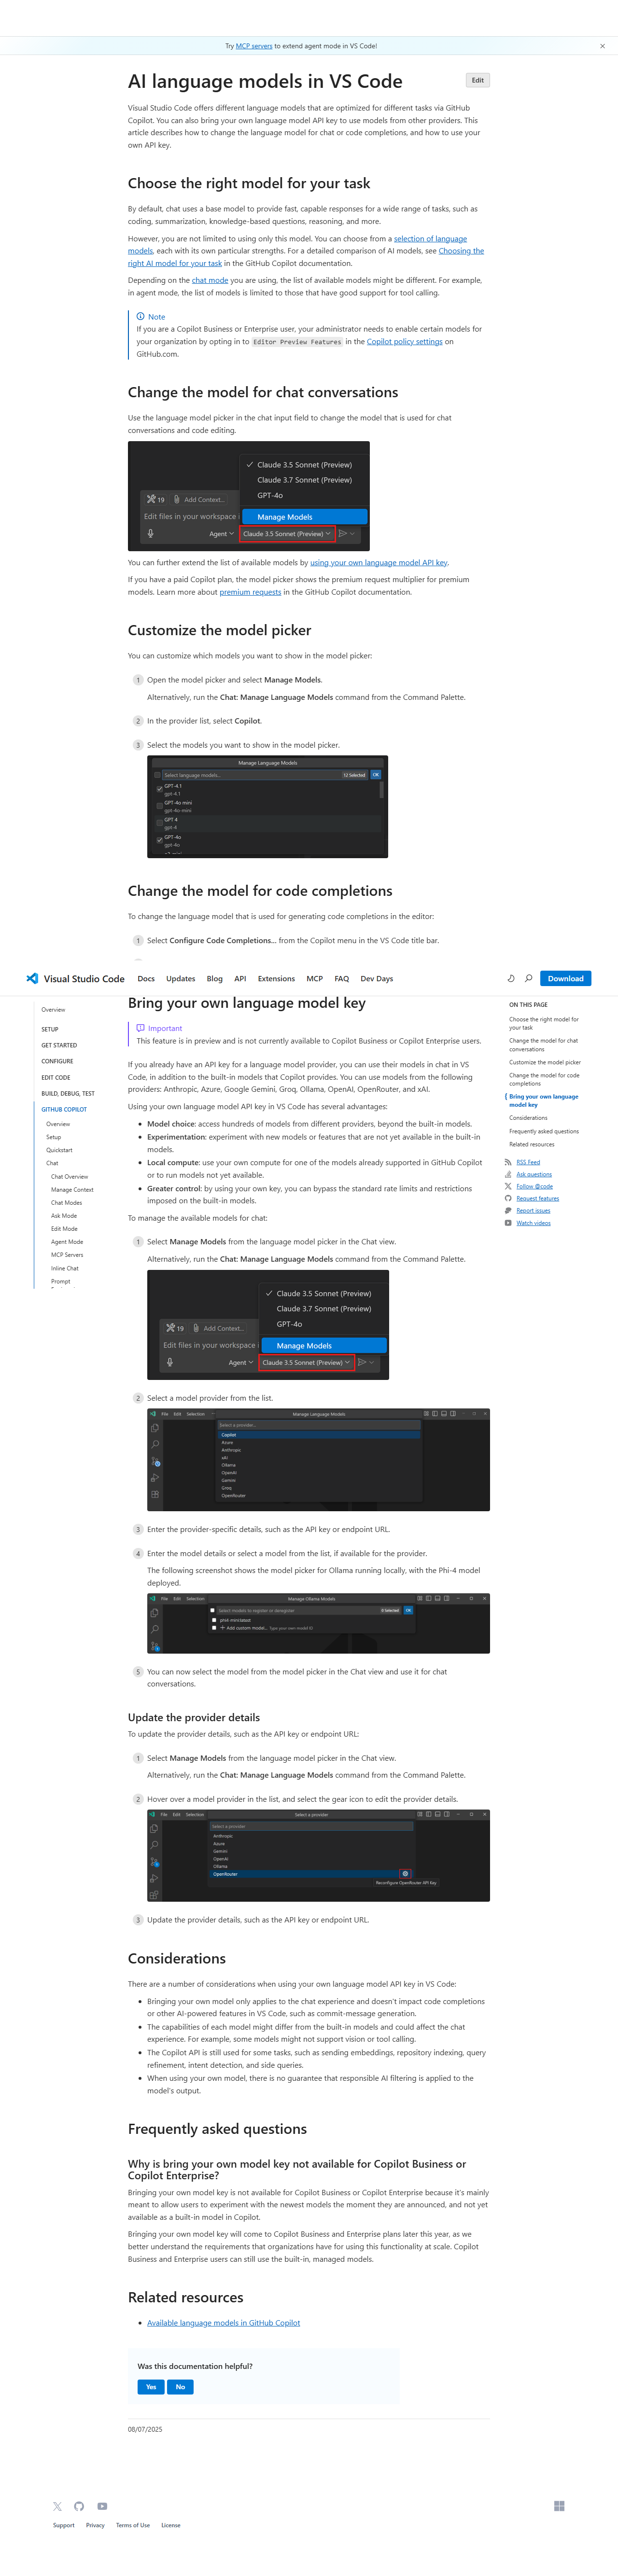 Try MCP servers to extend agent mode in VS Code!
AI language models in VS Code
Edit
Visual Studio Code offers different language models that are optimized for different tasks via GitHub
Copilot. You can also bring your own language model API key to use models from other providers. This
article describes how to change the language model for chat or code completions, and how to use your
own API key.
Choose the right model for your task
By default, chat uses a base model to provide fast, capable responses for a wide range of tasks, such as
coding, summarization, knowledge-based questions, reasoning, and more.
However, you are not limited to using only this model. You can choose from a selection of language
models, each with its own particular strengths. For a detailed comparison of AI models, see Choosing the
right AI model for your task in the GitHub Copilot documentation.
Depending on the chat mode you are using, the list of available models might be different. For example,
in agent mode, the list of models is limited to those that have good support for tool calling.
Note
If you are a Copilot Business or Enterprise user, your administrator needs to enable certain models for
your organization by opting in to Editor Preview Features in the Copilot policy settings on
GitHub.com.
Change the model for chat conversations
Use the language model picker in the chat input field to change the model that is used for chat
conversations and code editing.
Claude 3.5 Sonnet (Preview)
Claude 3.7 Sonnet (Preview)
GPT-4o
19 Add Context...
Edit files in your workspace i
Manage Models
Agent Claude 3.5 Sonnet (Preview)
You can further extend the list of available models by using your own language model API key.
If you have a paid Copilot plan, the model picker shows the premium request multiplier for premium
models. Learn more about premium requests in the GitHub Copilot documentation.
Customize the model picker
You can customize which models you want to show in the model picker:
1 Open the model picker and select Manage Models.
Alternatively, run the Chat: Manage Language Models command from the Command Palette.
2 In the provider list, select Copilot.
3 Select the models you want to show in the model picker.
Manage Language Models
Select language models... 12 Selected OK
GPT-4.1
gpt-4.1
GPT-4o mini
gpt-4o-mini
GPT 4
gpt-4
GPT-4o
gpt-4o
Change the model for code completions
To change the language model that is used for generating code completions in the editor:
1 Select Configure Code Completions... from the Copilot menu in the VS Code title bar.
Visual Studio Code Docs Updates Blog API Extensions MCP FAQ Dev Days Download
Overview
SETUP
GET STARTED
CONFIGURE
EDIT CODE
BUILD, DEBUG, TEST
GITHUB COPILOT
Overview
Setup
Quickstart
Chat
Chat Overview
Manage Context
Chat Modes
Ask Mode
Edit Mode
Agent Mode
MCP Servers
Inline Chat
Prompt
ON THIS PAGE
Choose the right model for
your task
Change the model for chat
conversations
Customize the model picker
Change the model for code
completions
Bring your own language
model key
Considerations
Frequently asked questions
Related resources
RSS Feed
Ask questions
Follow @code
Request features
Report issues
Watch videos
Bring your own language model key
Important
This feature is in preview and is not currently available to Copilot Business or Copilot Enterprise users.
If you already have an API key for a language model provider, you can use their models in chat in VS
Code, in addition to the built-in models that Copilot provides. You can use models from the following
providers: Anthropic, Azure, Google Gemini, Groq, Ollama, OpenAI, OpenRouter, and xAI.
Using your own language model API key in VS Code has several advantages:
Model choice: access hundreds of models from different providers, beyond the built-in models.
Experimentation: experiment with new models or features that are not yet available in the built-in
models.
Local compute: use your own compute for one of the models already supported in GitHub Copilot
or to run models not yet available.
Greater control: by using your own key, you can bypass the standard rate limits and restrictions
imposed on the built-in models.
To manage the available models for chat:
1 Select Manage Models from the language model picker in the Chat view.
Alternatively, run the Chat: Manage Language Models command from the Command Palette.
Claude 3.5 Sonnet (Preview)
Claude 3.7 Sonnet (Preview)
GPT-4o
19 Add Context...
Edit files in your workspace i
Manage Models
Agent Claude 3.5 Sonnet (Preview)
2 Select a model provider from the list.
File Edit Selection Manage Language Models
Select a provider...
Copilot
Azure
Anthropic
xAI
Ollama
OpenAI
Gemini
Groq
OpenRouter
3 Enter the provider-specific details, such as the API key or endpoint URL.
4 Enter the model details or select a model from the list, if available for the provider.
The following screenshot shows the model picker for Ollama running locally, with the Phi-4 model
deployed.
File Edit Selection Manage Ollama Models
Select models to register or deregister 0 Selected OK
phi4-mini:latest
Add custom model... Type your own model ID
5 You can now select the model from the model picker in the Chat view and use it for chat
conversations.
Update the provider details
To update the provider details, such as the API key or endpoint URL:
1 Select Manage Models from the language model picker in the Chat view.
Alternatively, run the Chat: Manage Language Models command from the Command Palette.
2 Hover over a model provider in the list, and select the gear icon to edit the provider details.
File Edit Selection Select a provider
Select a provider
Anthropic
Azure
Gemini
OpenAI
Ollama
OpenRouter
Reconfigure OpenRouter API Key
3 Update the provider details, such as the API key or endpoint URL.
Considerations
There are a number of considerations when using your own language model API key in VS Code:
Bringing your own model only applies to the chat experience and doesn't impact code completions
or other AI-powered features in VS Code, such as commit-message generation.
The capabilities of each model might differ from the built-in models and could affect the chat
experience. For example, some models might not support vision or tool calling.
The Copilot API is still used for some tasks, such as sending embeddings, repository indexing, query
refinement, intent detection, and side queries.
When using your own model, there is no guarantee that responsible AI filtering is applied to the
model's output.
Frequently asked questions
Why is bring your own model key not available for Copilot Business or
Copilot Enterprise?
Bringing your own model key is not available for Copilot Business or Copilot Enterprise because it's mainly
meant to allow users to experiment with the newest models the moment they are announced, and not yet
available as a built-in model in Copilot.
Bringing your own model key will come to Copilot Business and Enterprise plans later this year, as we
better understand the requirements that organizations have for using this functionality at scale. Copilot
Business and Enterprise users can still use the built-in, managed models.
Related resources
Available language models in GitHub Copilot
Was this documentation helpful?
Yes No
08/07/2025
Support Privacy Terms of Use License